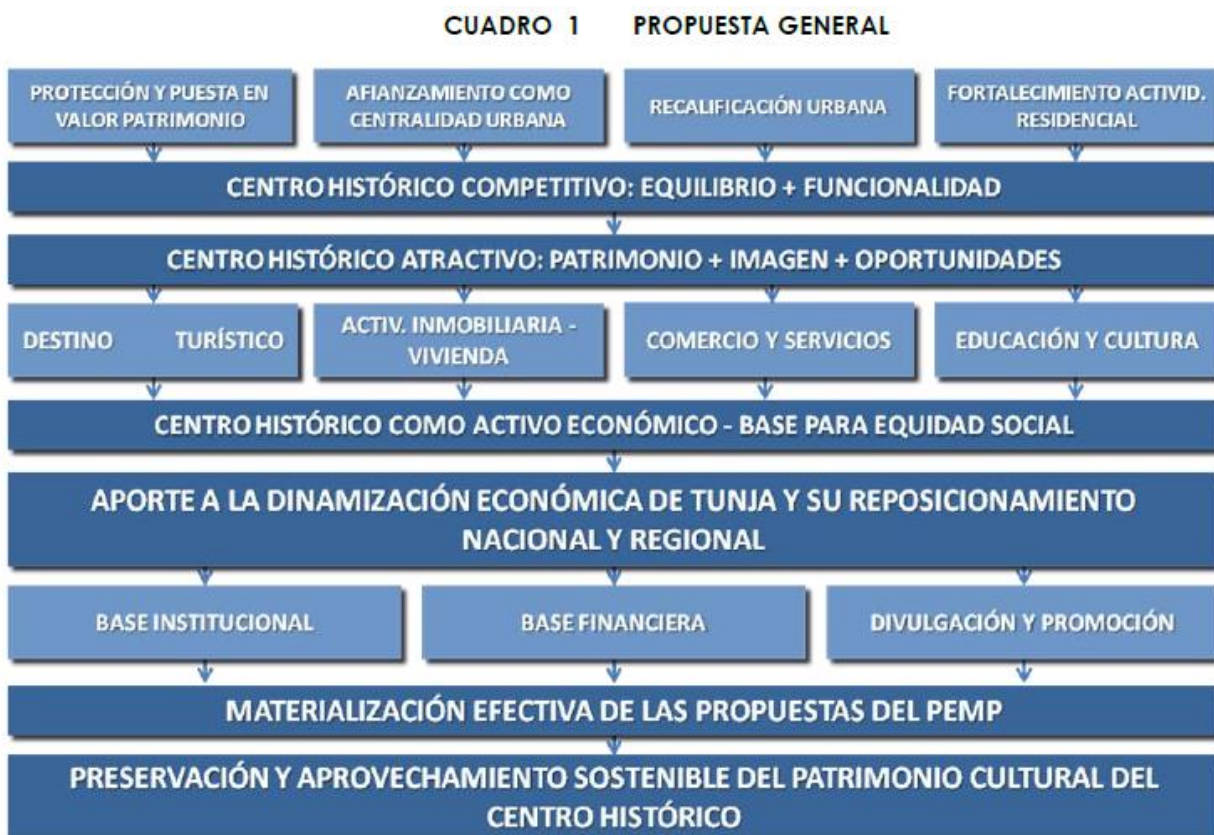 CUADRO 1 PROPUESTA GENERAL
PROTECCIÓN Y PUESTA EN
VALOR PATRIMONIO
AFIANZAMIENTO COMO
CENTRALIDAD URBANA
RECALIFICACIÓN URBANA
FORTALECIMIENTO ACTIVID.
RESIDENCIAL
CENTRO HISTÓRICO COMPETITIVO: EQUILIBRIO + FUNCIONALIDAD
CENTRO HISTÓRICO ATRACTIVO: PATRIMONIO + IMAGEN + OPORTUNIDADES
DESTINO TURÍSTICO
ACTIV. INMOBILIARIA -
VIVIENDA
COMERCIO Y SERVICIOS
EDUCACIÓN Y CULTURA
CENTRO HISTÓRICO COMO ACTIVO ECONÓMICO - BASE PARA EQUIDAD SOCIAL
APORTE A LA DINAMIZACIÓN ECONÓMICA DE TUNJA Y SU REPOSICIONAMIENTO
NACIONAL Y REGIONAL
BASE INSTITUCIONAL
BASE FINANCIERA
DIVULGACIÓN Y PROMOCIÓN
MATERIALIZACIÓN EFECTIVA DE LAS PROPUESTAS DEL PEMP
PRESERVACIÓN Y APROVECHAMIENTO SOSTENIBLE DEL PATRIMONIO CULTURAL DEL
CENTRO HISTÓRICO